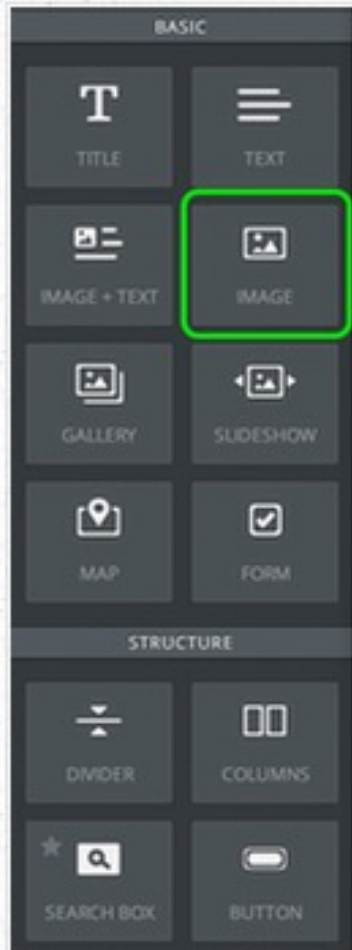 BASIC
TITLE
TEXT
IMAGE + TEXT
IMAGE
GALLERY
SLIDESHOW
MAP
FORM
STRUCTURE
DIVIDER
COLUMNS
SEARCH BOX
BUTTON